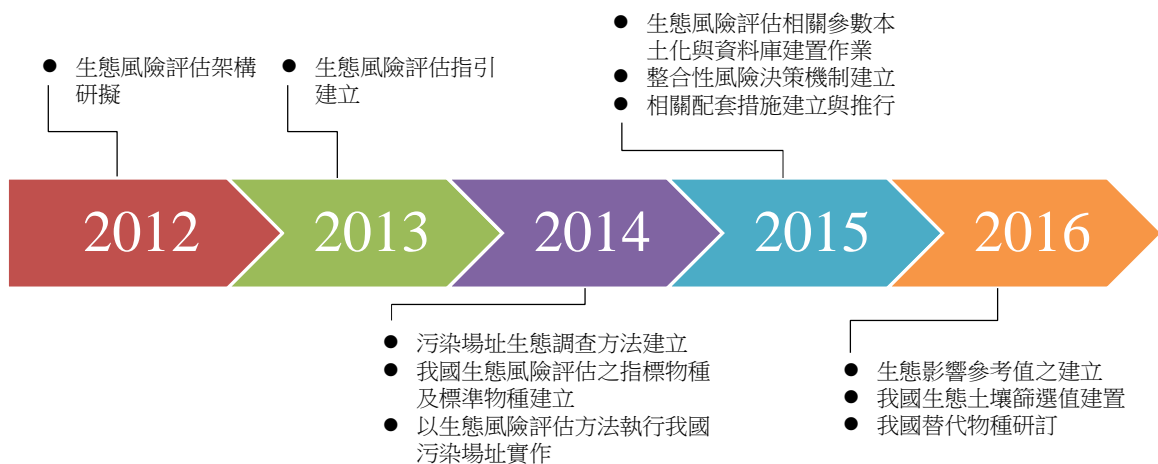 ● 生態風險評估架構
研擬
● 生態風險評估指引
建立
● 生態風險評估相關參數本
土化與資料庫建置作業
● 整合性風險決策機制建立
● 相關配套措施建立與推行
2012
2013
2014
2015
2016
● 污染場址生態調查方法建立
● 我國生態風險評估之指標物種
及標準物種建立
● 以生態風險評估方法執行我國
污染場址實作
● 生態影響參考值之建立
● 我國生態土壤篩選值建置
● 我國替代物種研訂